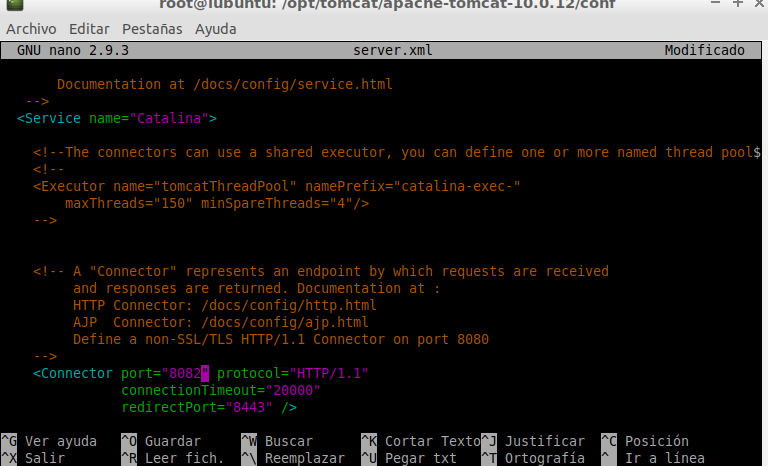 root@lubuntu: /opt/tomcat/apache-tomcat-10.0.12/conf
Archivo Editar Pestañas Ayuda
GNU nano 2.9.3 server.xml Modificado
Documentation at /docs/config/service.html
-->
<Service name="Catalina">
<!--The connectors can use a shared executor, you can define one or more named thread pool$
<!--
<Executor name="tomcatThreadPool" namePrefix="catalina-exec-"
maxThreads="150" minSpareThreads="4"/>
-->
<!-- A "Connector" represents an endpoint by which requests are received
and responses are returned. Documentation at :
HTTP Connector: /docs/config/http.html
AJP  Connector: /docs/config/ajp.html
Define a non-SSL/TLS HTTP/1.1 Connector on port 8080
-->
<Connector port="8082" protocol="HTTP/1.1"
connectionTimeout="20000"
redirectPort="8443" />
^G Ver ayuda ^O Guardar ^W Buscar ^K Cortar Texto ^J Justificar ^C Posición
^X Salir ^R Leer fich. ^\ Reemplazar ^U Pegar txt ^T Ortografía ^_ Ir a línea